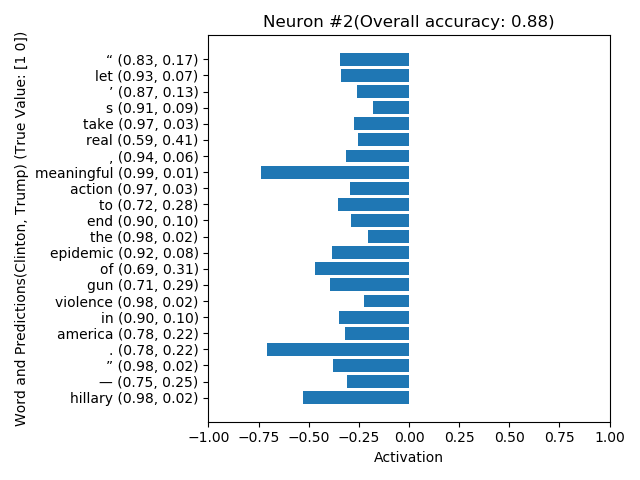 Neuron #2(Overall accuracy: 0.88)
Word and Predictions(Clinton, Trump) (True Value: [1 0])
“ (0.83, 0.17)
let (0.93, 0.07)
’ (0.87, 0.13)
s (0.91, 0.09)
take (0.97, 0.03)
real (0.59, 0.41)
, (0.94, 0.06)
meaningful (0.99, 0.01)
action (0.97, 0.03)
to (0.72, 0.28)
end (0.90, 0.10)
the (0.98, 0.02)
epidemic (0.92, 0.08)
of (0.69, 0.31)
gun (0.71, 0.29)
violence (0.98, 0.02)
in (0.90, 0.10)
america (0.78, 0.22)
. (0.78, 0.22)
” (0.98, 0.02)
— (0.75, 0.25)
hillary (0.98, 0.02)
−1.00 −0.75 −0.50 −0.25 0.00 0.25 0.50 0.75 1.00
Activation